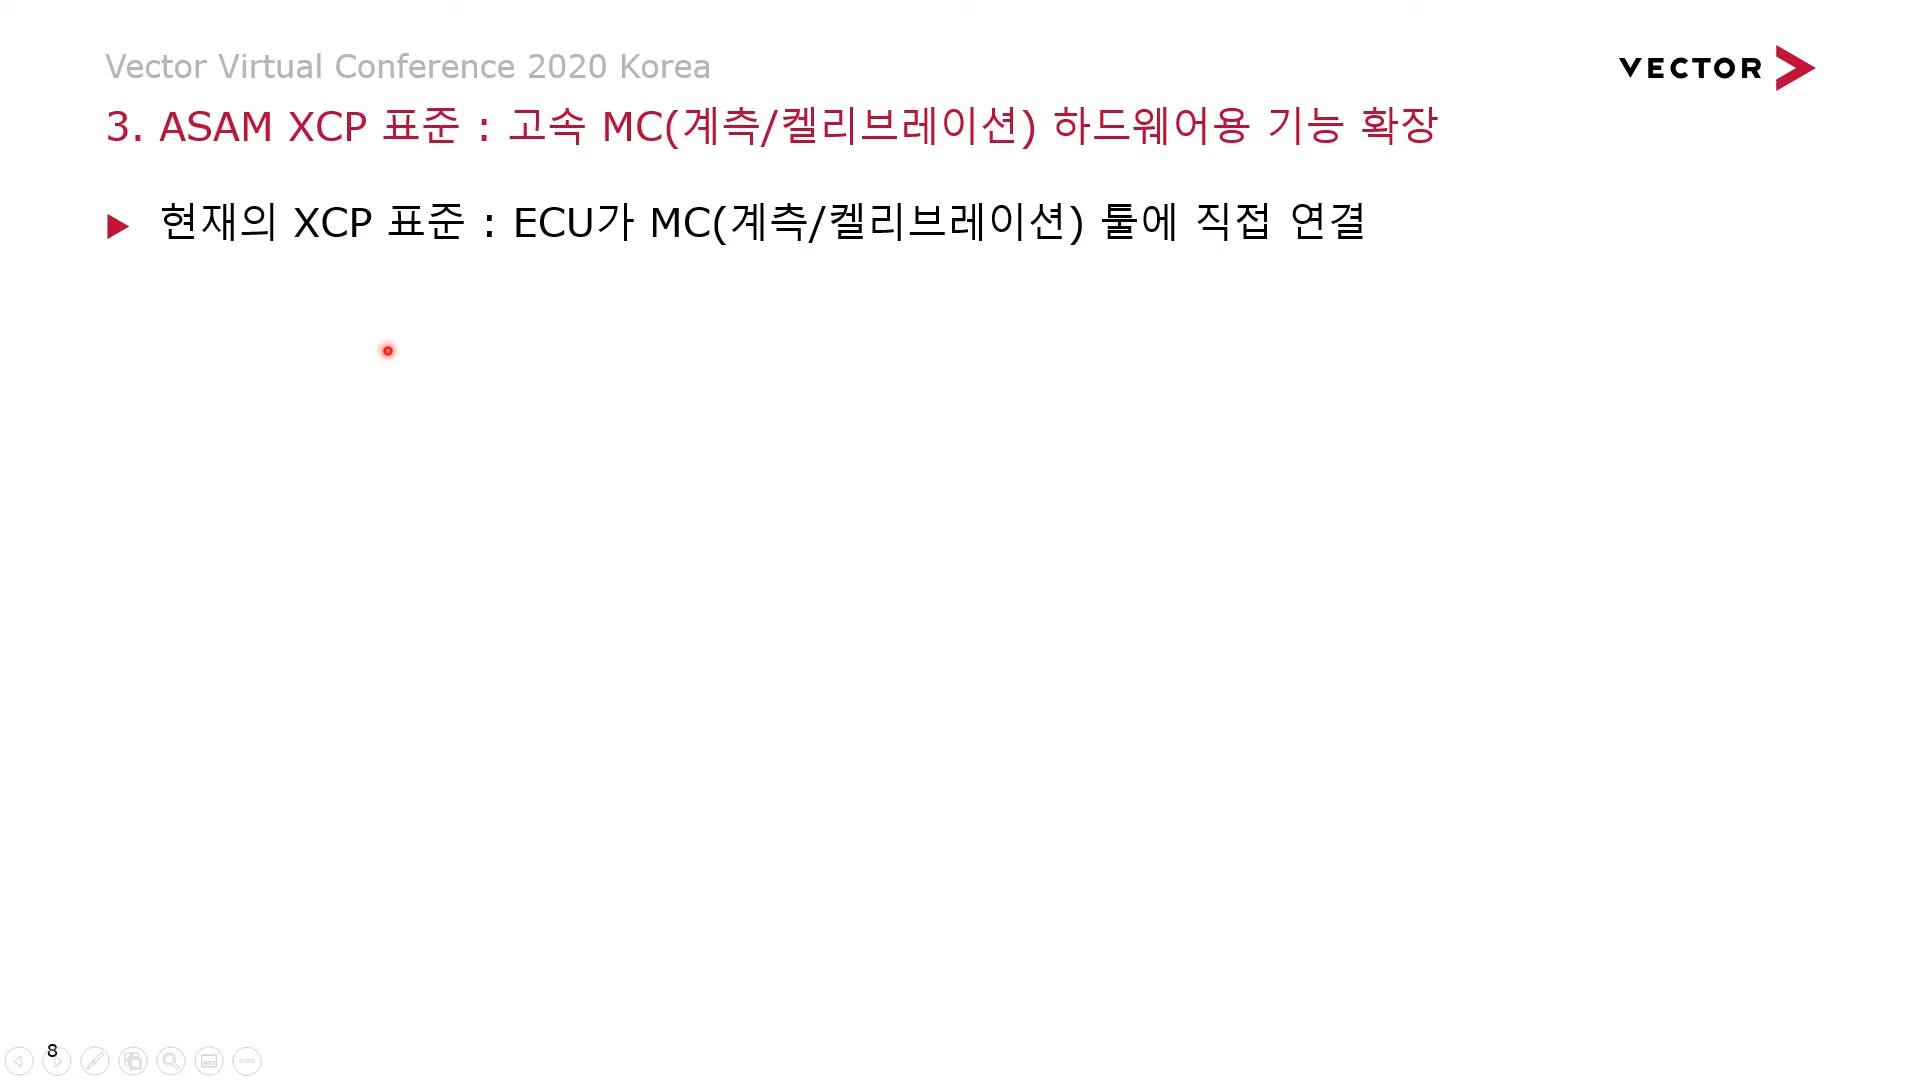 Vector Virtual Conference 2020 Korea
VECTOR
3. ASAM XCP 표준 : 고속 MC(계측/켈리브레이션) 하드웨어용 기능 확장
▶ 현재의 XCP 표준 : ECU가 MC(계측/켈리브레이션) 툴에 직접 연결
8